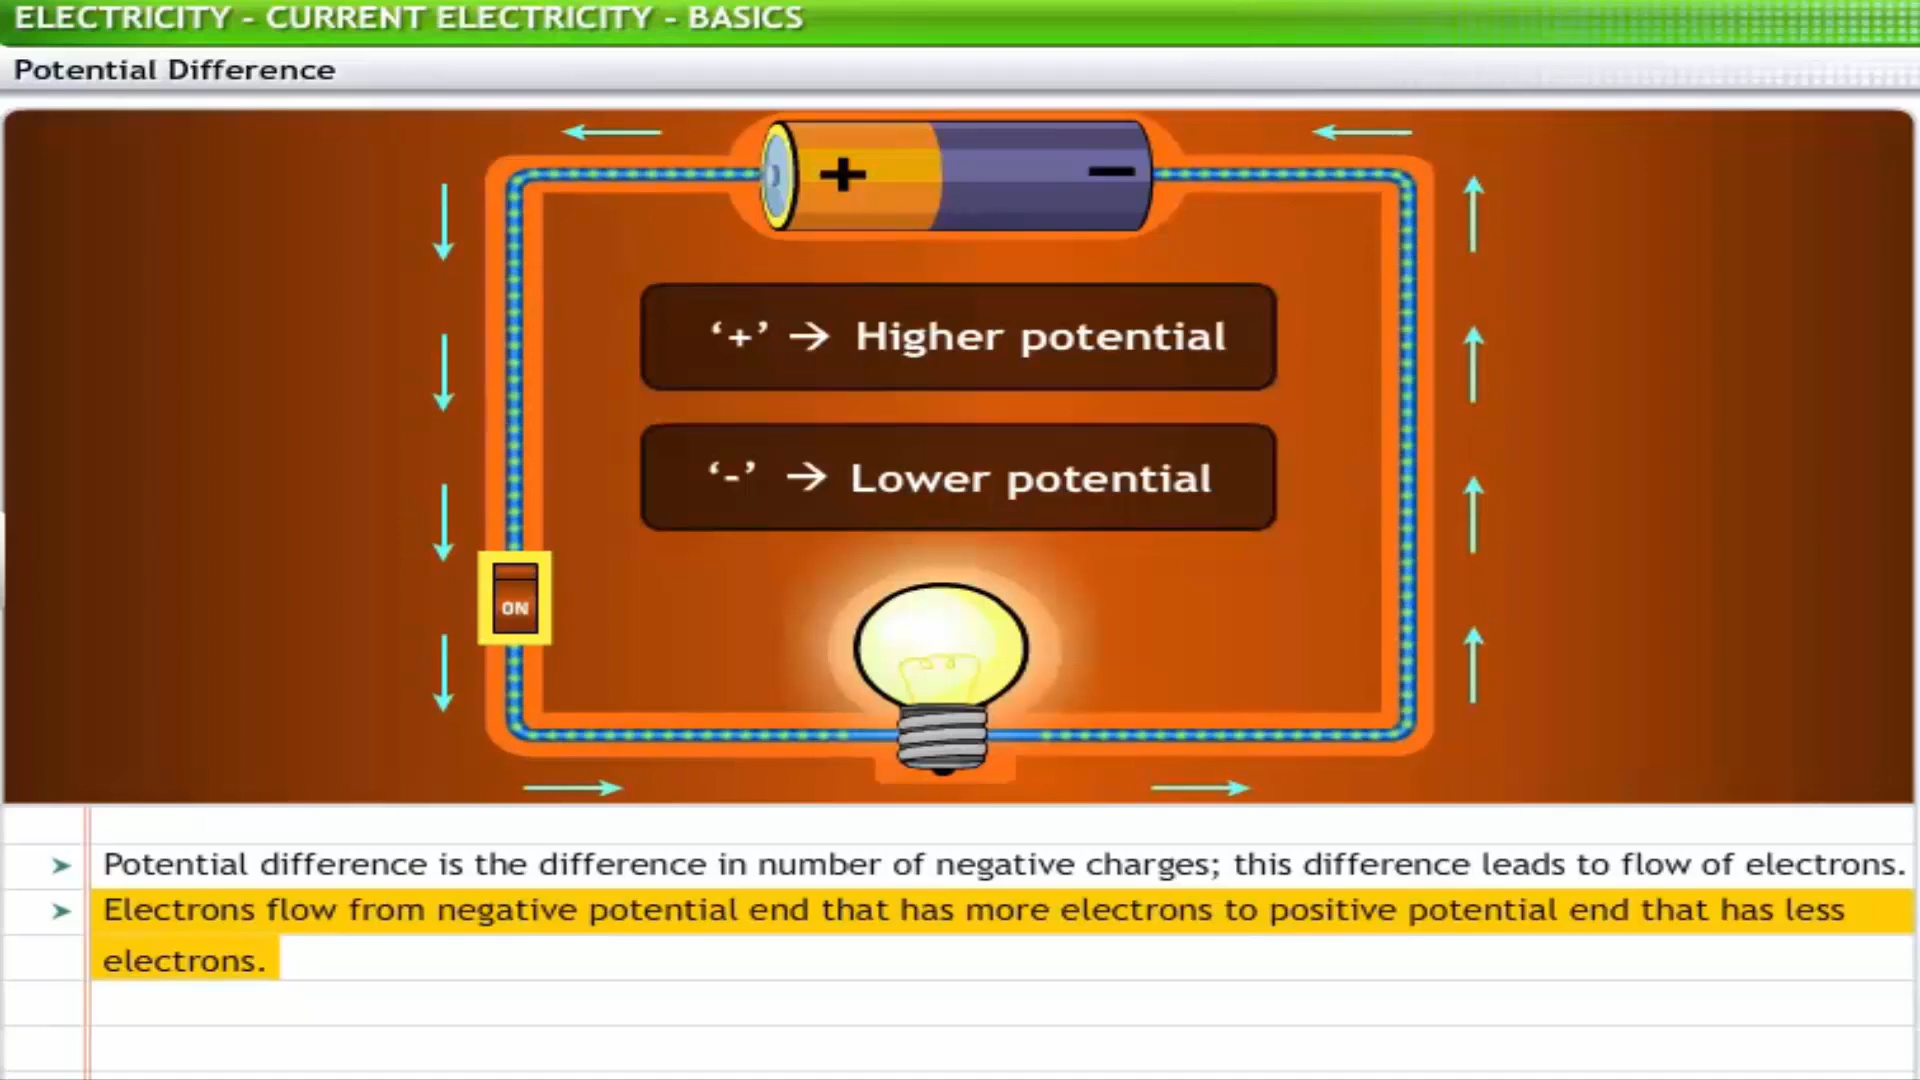 ELECTRICITY - CURRENT ELECTRICITY - BASICS
Potential Difference
+ −
‘+’ → Higher potential
‘-’ → Lower potential
ON
➤ Potential difference is the difference in number of negative charges; this difference leads to flow of electrons.
➤ Electrons flow from negative potential end that has more electrons to positive potential end that has less
electrons.